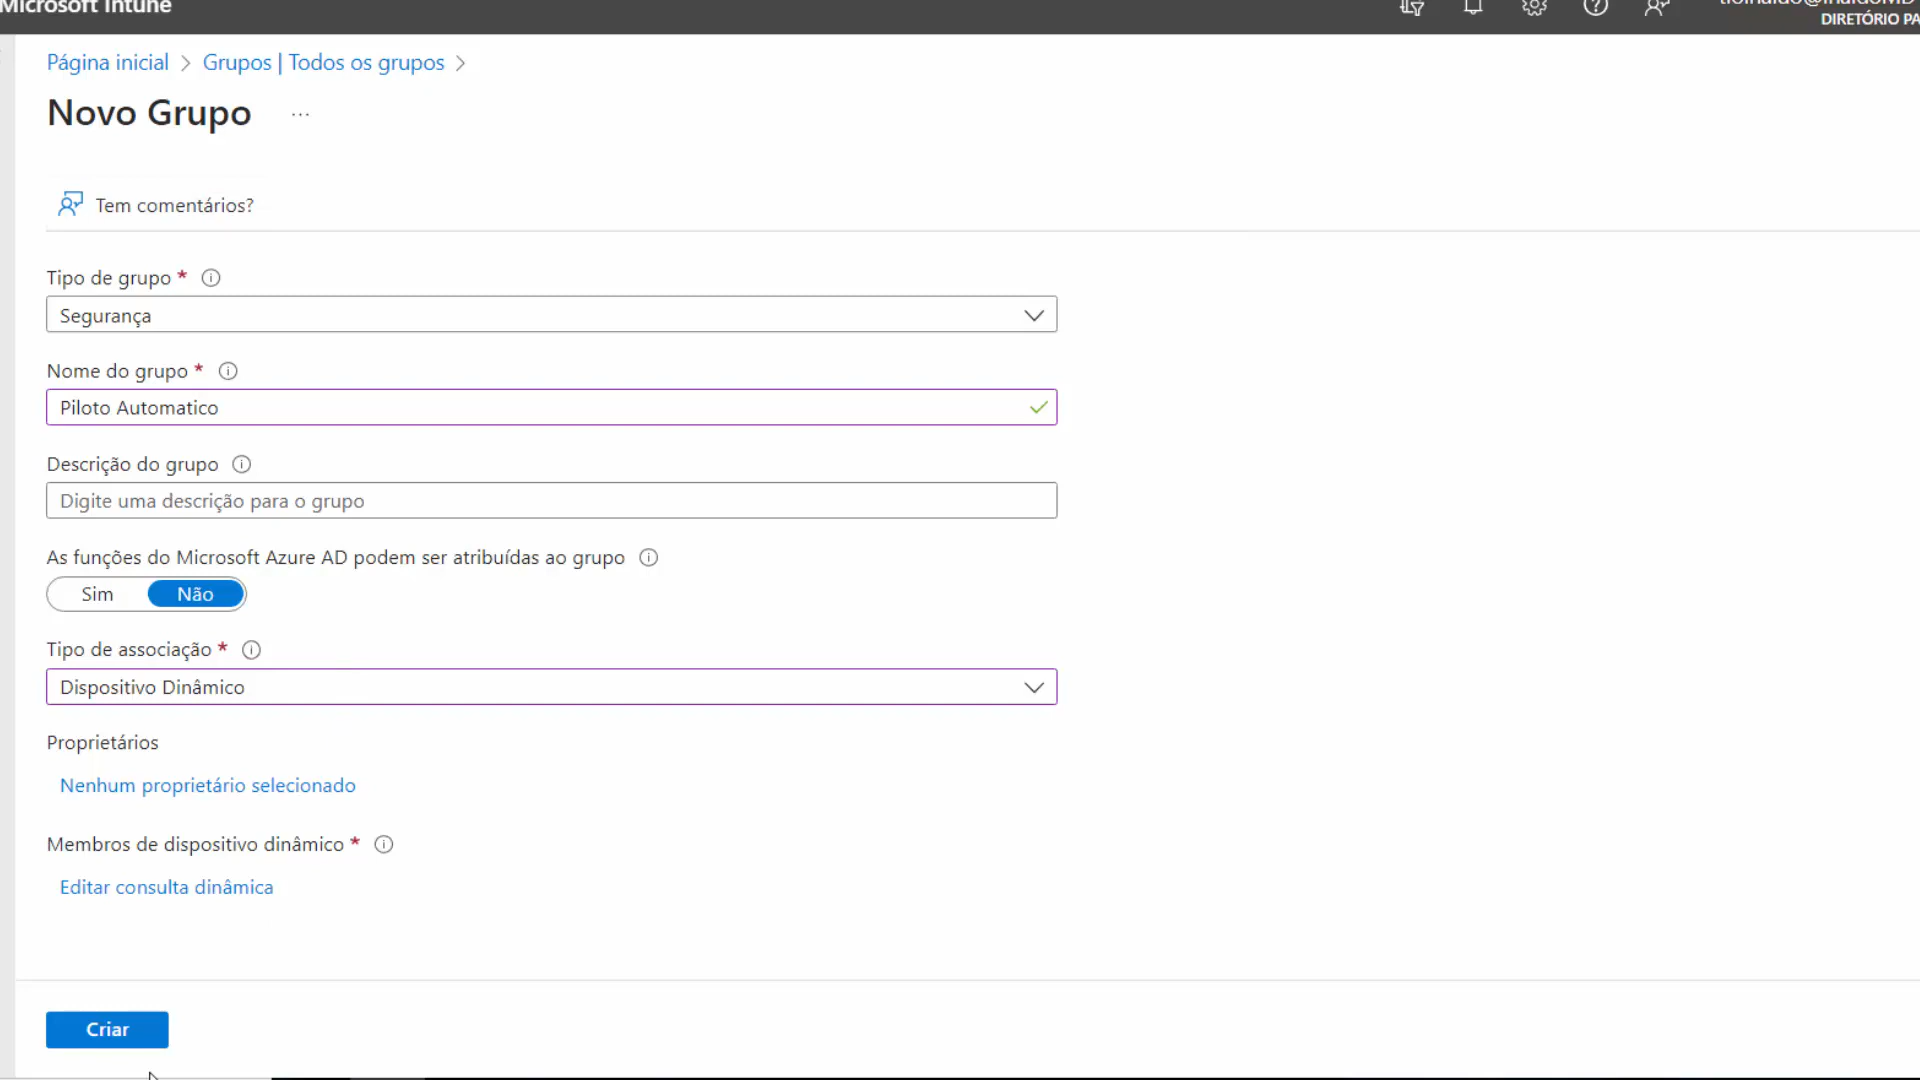 Microsoft Intune
DIRETÓRIO PA
Página inicial > Grupos | Todos os grupos >
Novo Grupo ...
Tem comentários?
Tipo de grupo *
Segurança
Nome do grupo *
Piloto Automatico
Descrição do grupo
Digite uma descrição para o grupo
As funções do Microsoft Azure AD podem ser atribuídas ao grupo
Sim Não
Tipo de associação *
Dispositivo Dinâmico
Proprietários
Nenhum proprietário selecionado
Membros de dispositivo dinâmico *
Editar consulta dinâmica
Criar